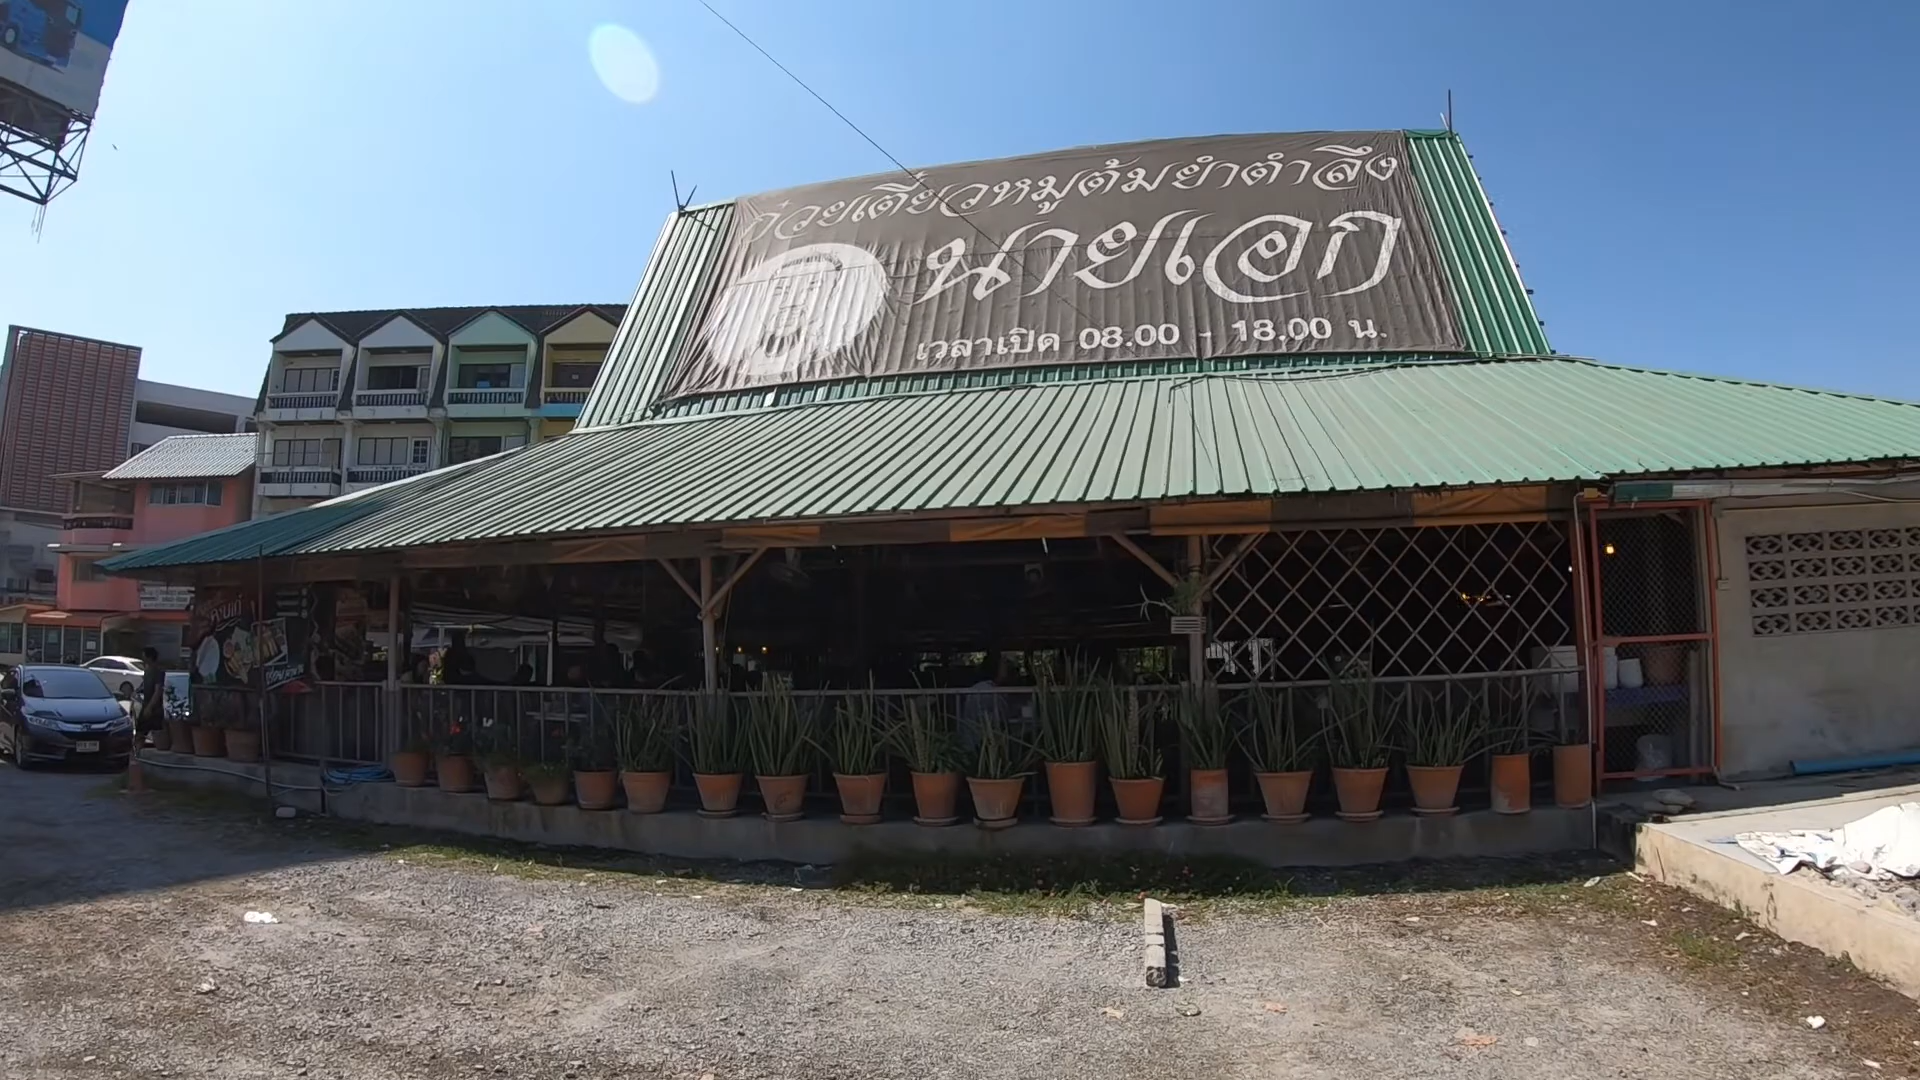 ก๋วยเตี๋ยวหมูต้มยำตำลึง
นายเอก
เวลาเปิด 08.00 - 18.00 น.